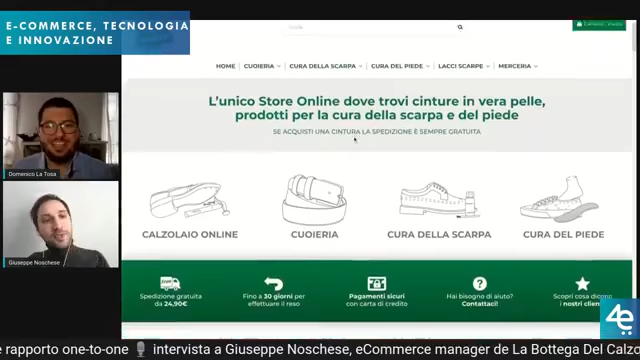 E-COMMERCE, TECNOLOGIA
E INNOVAZIONE
HOME CUOIERIA CURA DELLA SCARPA CURA DEL PIEDE LACCI SCARPE MERCERIA
L'unico Store Online dove trovi cinture in vera pelle,
prodotti per la cura della scarpa e del piede
SE ACQUISTI UNA CINTURA LA SPEDIZIONE È SEMPRE GRATUITA
Domenico La Tosa
Giuseppe Noschese
CALZOLAIO ONLINE CUOIERIA CURA DELLA SCARPA CURA DEL PIEDE
Spedizione gratuita
da 24,90€
Fino a 30 giorni per
effettuare il reso
Pagamenti sicuri
con carta di credito
Hai bisogno di aiuto?
Contattaci!
Scopri cosa dicono
i nostri clienti
4e
e rapporto one-to-one 🎙️ intervista a Giuseppe Noschese, eCommerce manager de La Bottega Del Calzo